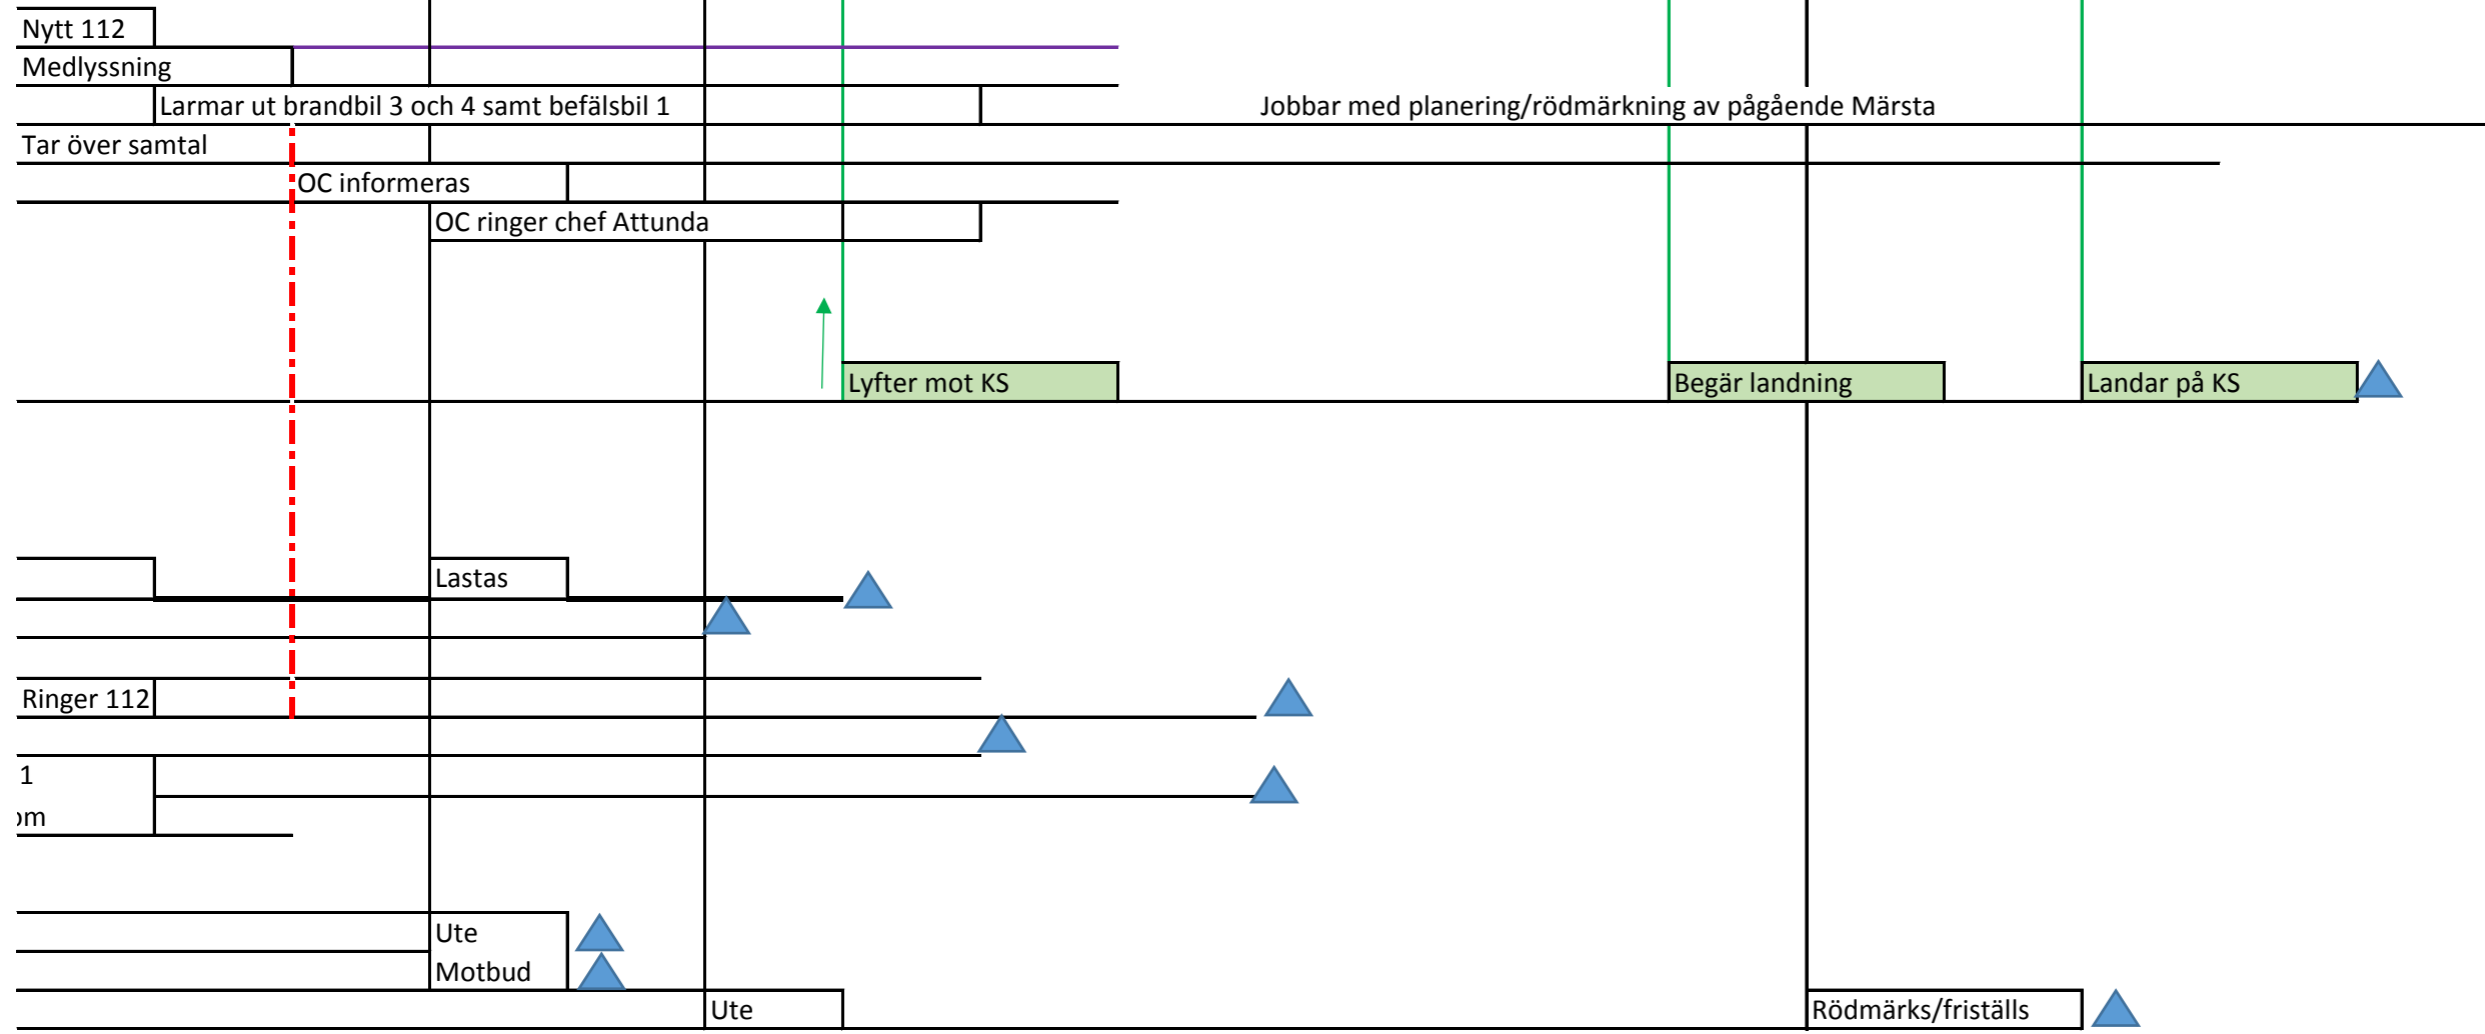 Nytt 112
Medlyssning
Larmar ut brandbil 3 och 4 samt befälsbil 1
Jobbar med planering/rödmärkning av pågående Märsta
Tar över samtal
OC informeras
OC ringer chef Attunda
Lyfter mot KS
Begär landning
Landar på KS
Lastas
Ringer 112
1
om
Ute
Motbud
Ute
Rödmärks/friställs